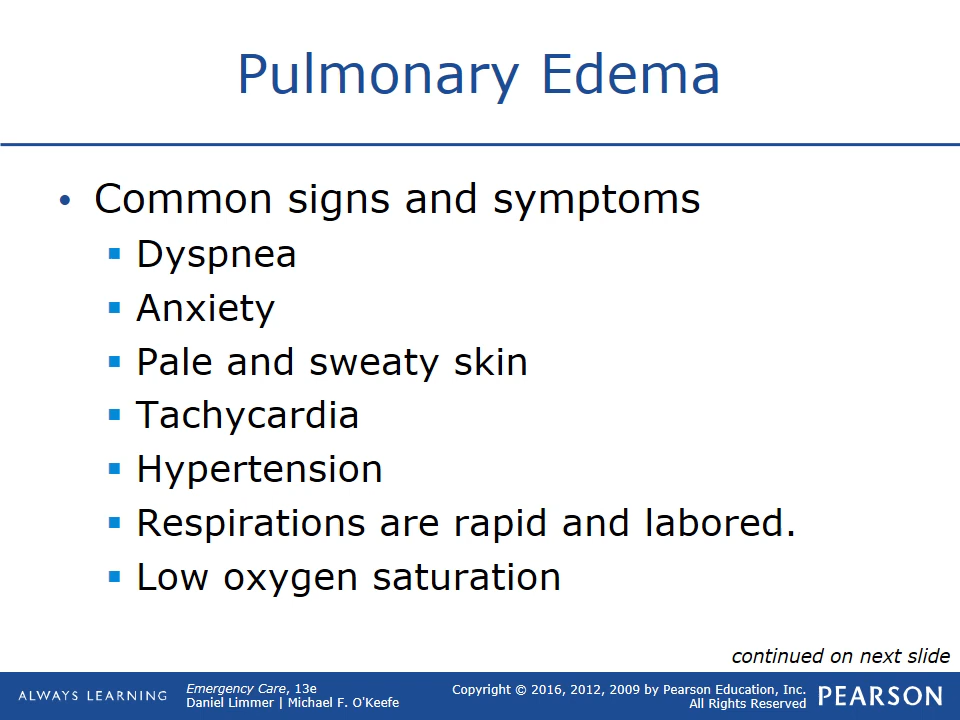 Pulmonary Edema
• Common signs and symptoms
▪ Dyspnea
▪ Anxiety
▪ Pale and sweaty skin
▪ Tachycardia
▪ Hypertension
▪ Respirations are rapid and labored.
▪ Low oxygen saturation
continued on next slide
ALWAYS LEARNING
Emergency Care, 13e
Daniel Limmer | Michael F. O'Keefe
Copyright © 2016, 2012, 2009 by Pearson Education, Inc.
All Rights Reserved
PEARSON